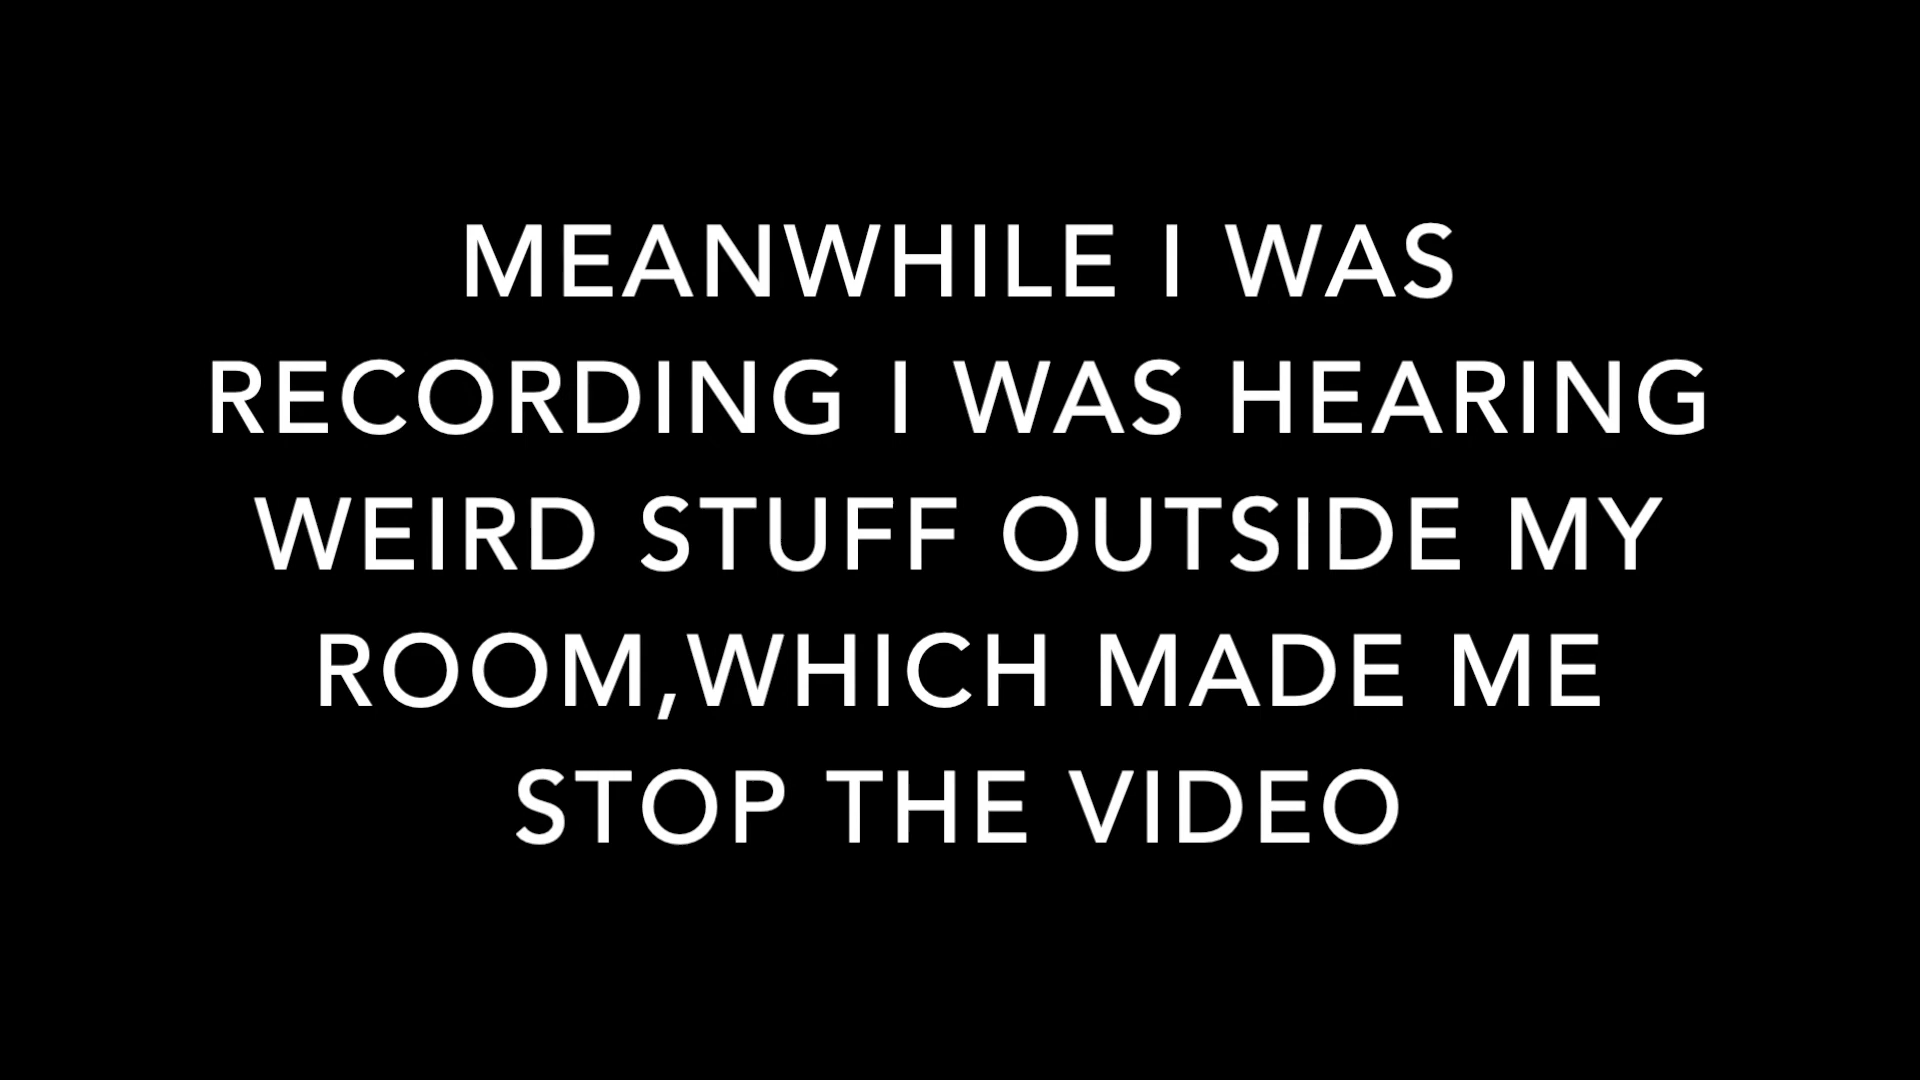 MEANWHILE I WAS
RECORDING I WAS HEARING
WEIRD STUFF OUTSIDE MY
ROOM,WHICH MADE ME
STOP THE VIDEO